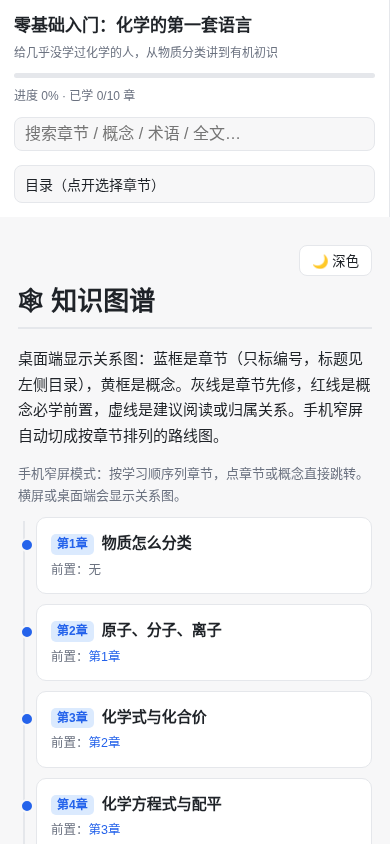 零基础入门：化学的第一套语言
给几乎没学过化学的人，从物质分类讲到有机初识
进度 0% · 已学 0/10 章
搜索章节 / 概念 / 术语 / 全文…
目录（点开选择章节）
🌙 深色
🕸 知识图谱
桌面端显示关系图：蓝框是章节（只标编号，标题见
左侧目录），黄框是概念。灰线是章节先修，红线是概
念必学前置，虚线是建议阅读或归属关系。手机窄屏
自动切成按章节排列的路线图。
手机窄屏模式：按学习顺序列章节，点章节或概念直接跳转。
横屏或桌面端会显示关系图。
第1章 物质怎么分类
前置：无
第2章 原子、分子、离子
前置：第1章
第3章 化学式与化合价
前置：第2章
第4章 化学方程式与配平
前置：第3章